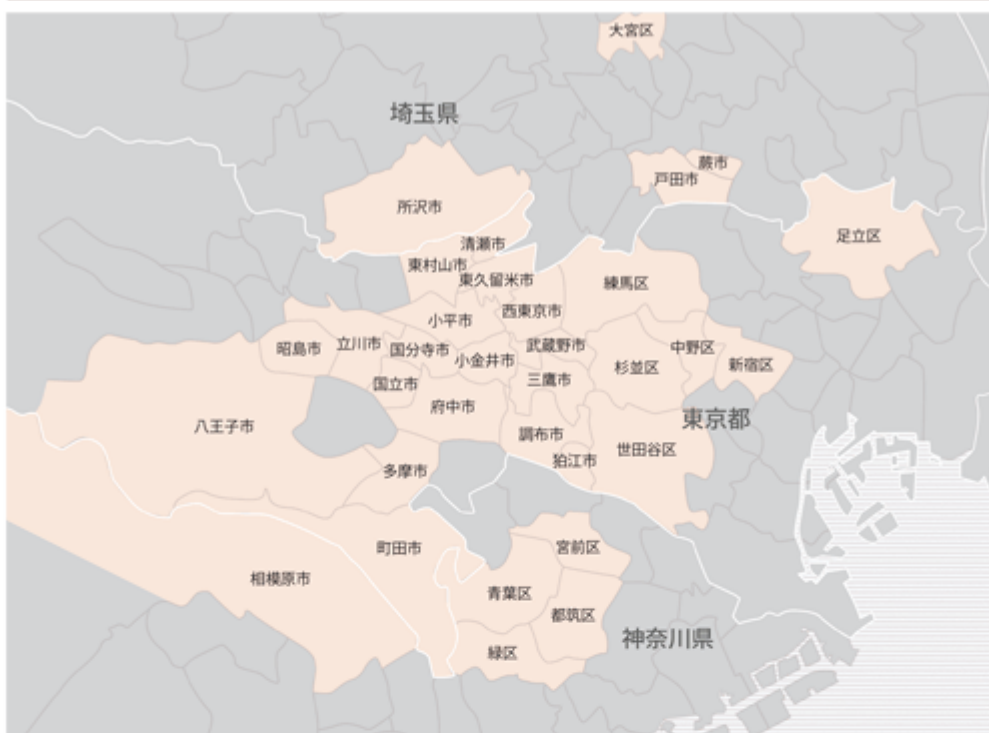 大宮区
埼玉県
蕨市
戸田市
所沢市
足立区
清瀬市
東村山市
東久留米市
練馬区
西東京市
小平市
昭島市
立川市
国分寺市
武蔵野市
中野区
小金井市
杉並区
新宿区
三鷹市
国立市
府中市
東京都
八王子市
調布市
世田谷区
狛江市
多摩市
町田市
宮前区
相模原市
青葉区
都筑区
神奈川県
緑区